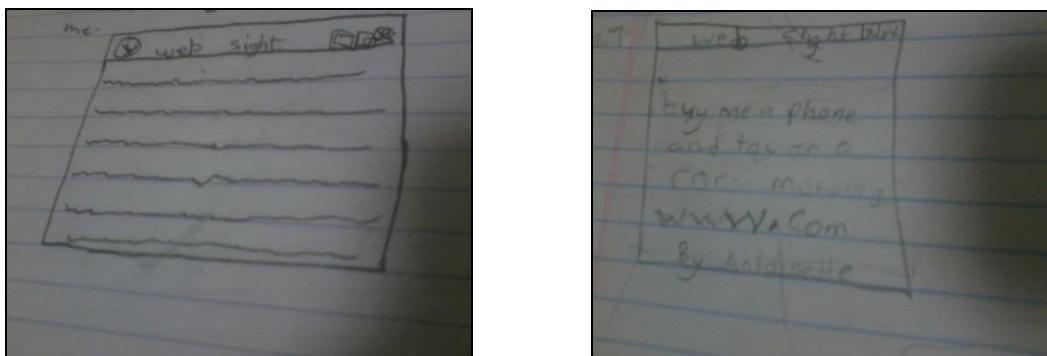 me.
web sight
web sight
buy me a phone
and toy or a
car.
www.com
By Antoinette